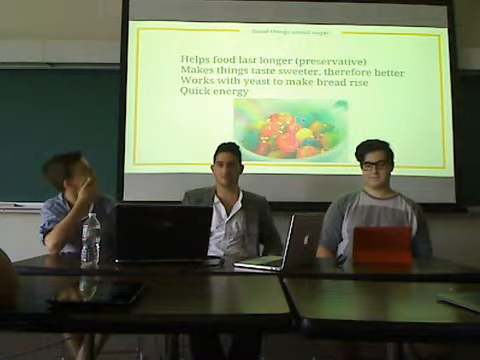 Good things about sugar...
Helps food last longer (preservative)
Makes things taste sweeter, therefore better
Works with yeast to make bread rise
Quick energy